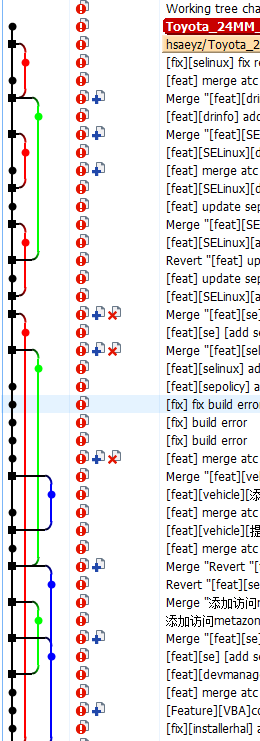 Working tree cha
Toyota_24MM
hsaeyz/Toyota_2
[fix][selinux] fix r
[feat] merge atc
Merge "[feat][drin
[feat][drinfo] add
Merge "[feat][SE
[feat][SELinux][d
[feat] merge atc
[feat][SELinux][d
[feat] update sep
Merge "[feat][SE
[feat][SELinux][a
Revert "[feat] up
[feat] update sep
[feat][SELinux][a
Merge "[feat][se]
[feat][se] [add s
Merge "[feat][sel
[feat][selinux] ad
[feat][sepolicy] a
[fix] fix build error
[fix] build error
[fix] build error
[feat] merge atc
Merge "[feat][vel
[feat][vehicle][添
[feat] merge atc
[feat][vehicle][提
[feat] merge atc
Merge "Revert "[
Revert "[feat][se
Merge "添加访问m
添加访问metazon
Merge "[feat][se]
[feat][se] [add s
[feat][devmanag
[feat] merge atc
[Feature][VBA]co
[fix][installerhal] a